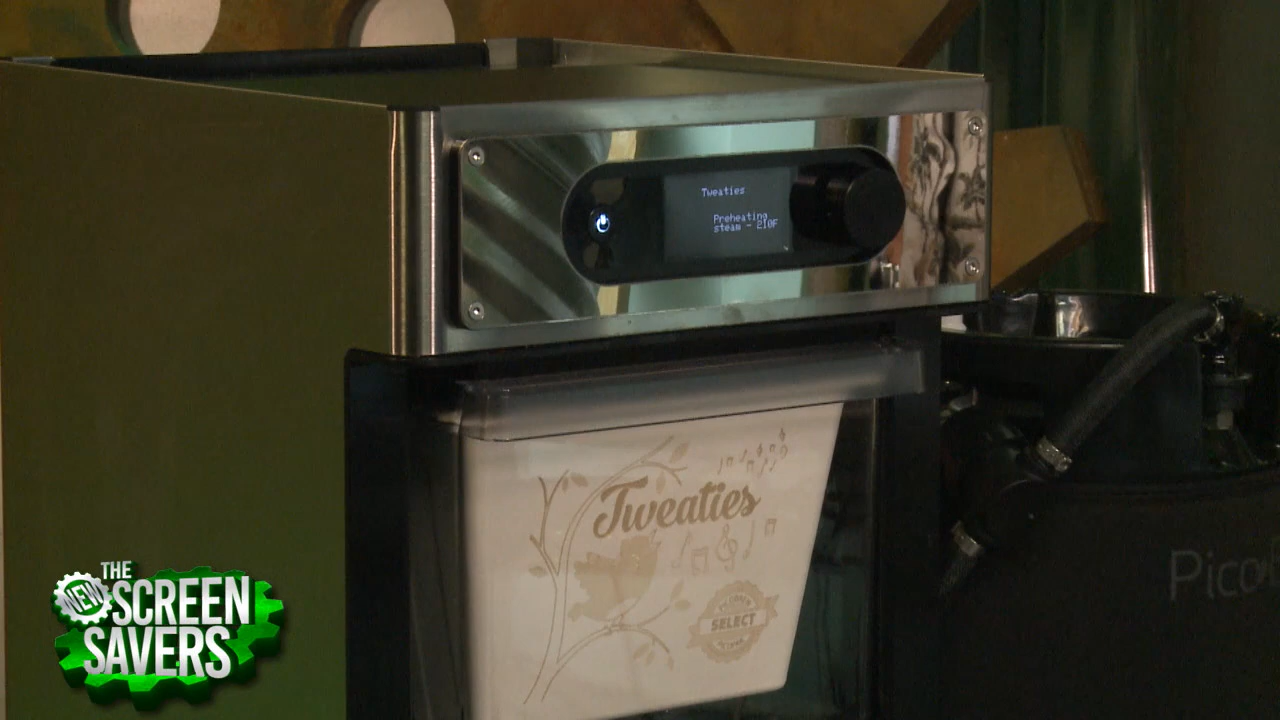 Tweaties
Preheating
steam - 210F
Tweaties
SELECT
Pico
THE
NEW
SCREEN
SAVERS